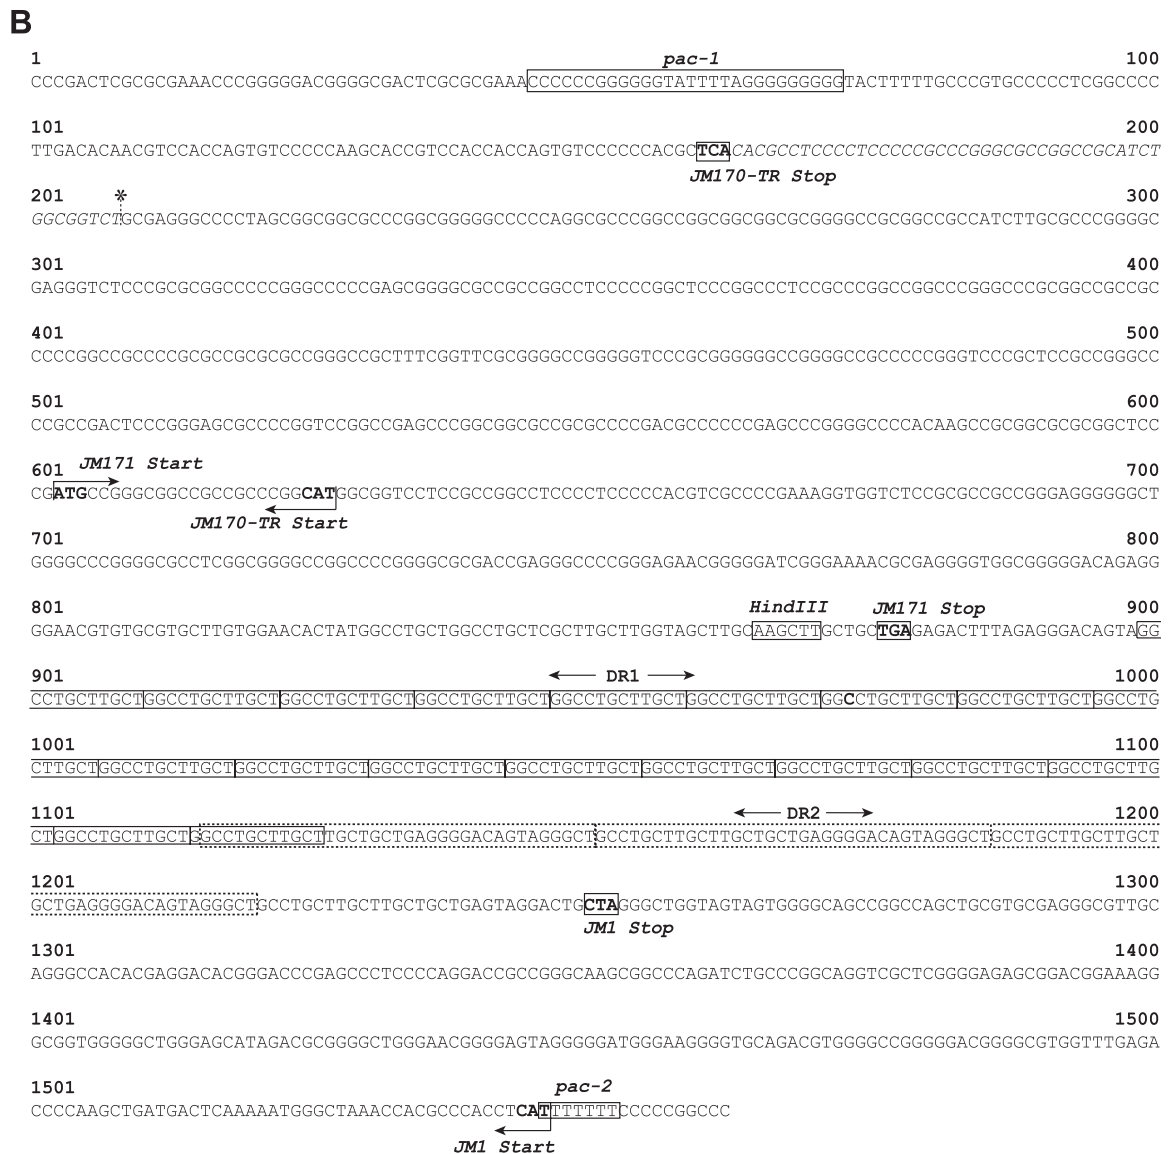 B
pac-1
1 100
CCCGACTCGCGCGAAACCCGGGGGACGGGGCGACTCGCGCGAAACCCCCCGGGGGGTATTTTAGGGGGGGGGTACTTTTTGCCCGTGCCCCCTCGGCCCC
101 200
TTGACACAACGTCCACCAGTGTCCCCCAAGCACCGTCCACCACCAGTGTCCCCCCACGCTCACACGCCTCCCCTCCCCCGCCCGGGCGCCGGCCGCATCT
JM170-TR Stop
201 * 300
GGCGGTCTGCGAGGGCCCCTAGCGGCGGCGCCCGGCGGGGGCCCCCAGGCGCCCGGCCGGCGGCGGCGCGGGGCCGCGGCCGCCATCTTGCGCCCGGGGC
301 400
GAGGGTCTCCCGCGCGGCCCCCGGGCCCCCGAGCGGGGCGCCGCCGGCCTCCCCCGGCTCCCGGCCCTCCGCCCGGCCGGCCCGGGCCCGCGGCCGCCGC
401 500
CCCCGGCCGCCCCGCGCCGCGCGCCGGGCCGCTTTCGGTTCGCGGGGCCGGGGGTCCCGCGGGGGGCCGGGGCCGCCCCCGGGTCCCGCTCCGCCGGGCC
501 600
CCGCCGACTCCCGGGAGCGCCCCGGTCCGGCCGAGCCCGGCGGCGCCGCGCCCCGACGCCCCCCGAGCCCGGGGCCCCACAAGCCGCGGCGCGCGGCTCC
601 JM171 Start 700
CGATGCCGGGCGGCCGCCGCCCGGCATGGCGGTCCTCCGCCGGCCTCCCCTCCCCCACGTCGCCCCGAAAGGTGGTCTCCGCGCCGCCGGGAGGGGGGCT
JM170-TR Start
701 800
GGGGCCCGGGGCGCCTCGGCGGGGCCGGCCCCGGGGCGCGACCGAGGGCCCCGGGAGAACGGGGGATCGGGAAAACGCGAGGGGTGGCGGGGGACAGAGG
801 HindIII JM171 Stop 900
GGAACGTGTGCGTGCTTGTGGAACACTATGGCCTGCTGGCCTGCTCGCTTGCTTGGTAGCTTGCAAGCTTGCTGCTGAGAGACTTTAGAGGGACAGTAGG
901 DR1 1000
CCTGCTTGCTGGCCTGCTTGCTGGCCTGCTTGCTGGCCTGCTTGCTGGCCTGCTTGCTGGCCTGCTTGCTGGCCTGCTTGCTGGCCTGCTTGCTGGCCTG
1001 1100
CTTGCTGGCCTGCTTGCTGGCCTGCTTGCTGGCCTGCTTGCTGGCCTGCTTGCTGGCCTGCTTGCTGGCCTGCTTGCTGGCCTGCTTGCTGGCCTGCTTG
1101 DR2 1200
CTGGCCTGCTTGCTGGCCTGCTTGCTTGCTGCTGAGGGGACAGTAGGGCTGCCTGCTTGCTTGCTGCTGAGGGGACAGTAGGGCTGCCTGCTTGCTTGCT
1201 1300
GCTGAGGGGACAGTAGGGCTGCCTGCTTGCTTGCTGCTGAGTAGGACTGCTAGGGCTGGTAGTAGTGGGGCAGCCGGCCAGCTGCGTGCGAGGGCGTTGC
JM1 Stop
1301 1400
AGGGCCACACGAGGACACGGGACCCGAGCCCTCCCCAGGACCGCCGGGCAAGCGGCCCAGATCTGCCCGGCAGGTCGCTCGGGGAGAGCGGACGGAAAGG
1401 1500
GCGGTGGGGGCTGGGAGCATAGACGCGGGGCTGGGAACGGGGAGTAGGGGGATGGGAAGGGGTGCAGACGTGGGGCCGGGGGACGGGGCGTGGTTTGAGA
1501 pac-2
CCCCAAGCTGATGACTCAAAAATGGGCTAAACCACGCCCACCTCATTTTTTTCCCCCGGCCC
JM1 Start